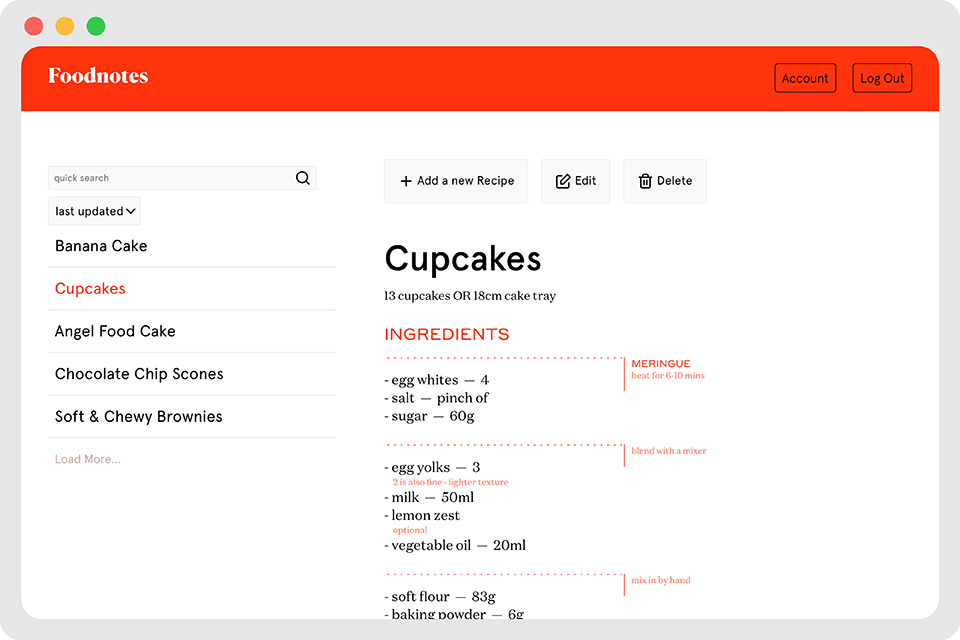 Foodnotes
Account
Log Out
quick search
last updated
Banana Cake
Cupcakes
Angel Food Cake
Chocolate Chip Scones
Soft & Chewy Brownies
Load More...
+ Add a new Recipe
Edit
Delete
Cupcakes
13 cupcakes OR 18cm cake tray
INGREDIENTS
MERINGUE
beat for 6-10 mins
- egg whites — 4
- salt — pinch of
- sugar — 60g
blend with a mixer
- egg yolks — 3
2 is also fine - lighter texture
- milk — 50ml
- lemon zest
optional
- vegetable oil — 20ml
mix in by hand
- soft flour — 83g
- baking powder — 6g